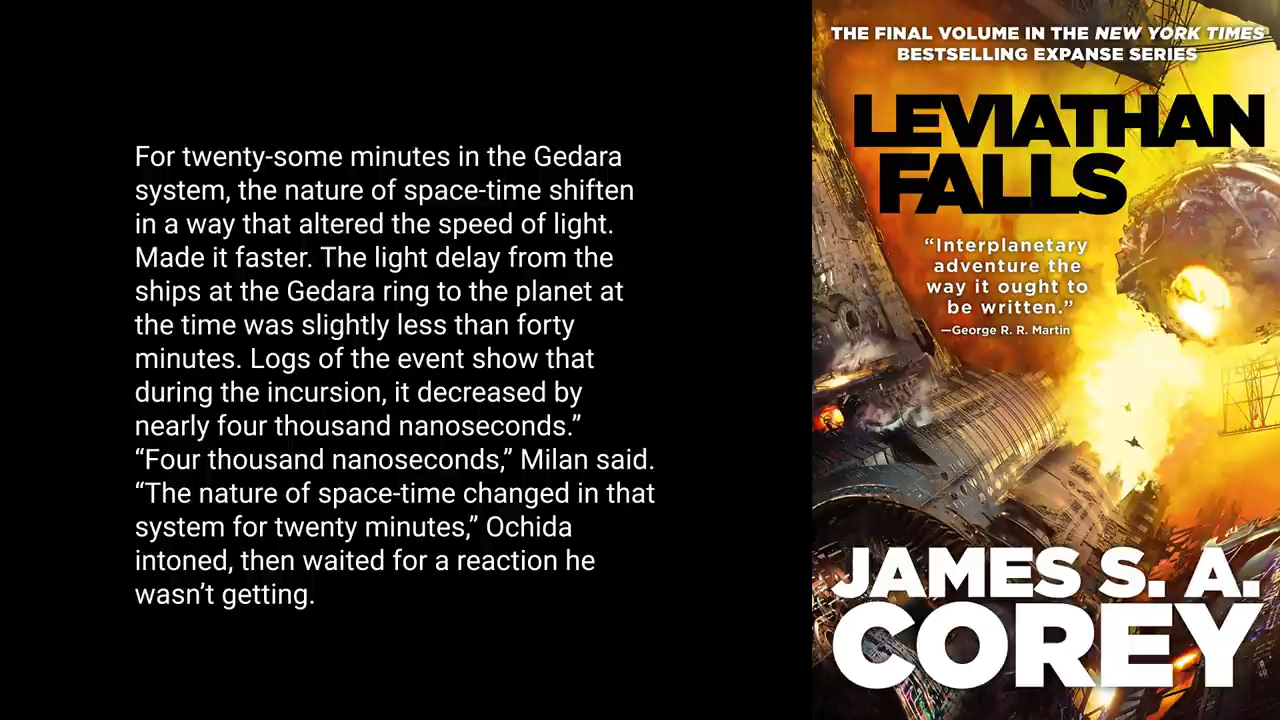 For twenty-some minutes in the Gedara
system, the nature of space-time shiften
in a way that altered the speed of light.
Made it faster. The light delay from the
ships at the Gedara ring to the planet at
the time was slightly less than forty
minutes. Logs of the event show that
during the incursion, it decreased by
nearly four thousand nanoseconds.”
“Four thousand nanoseconds,” Milan said.
“The nature of space-time changed in that
system for twenty minutes,” Ochida
intoned, then waited for a reaction he
wasn’t getting.
THE FINAL VOLUME IN THE NEW YORK TIMES
BESTSELLING EXPANSE SERIES
LEVIATHAN
FALLS
“Interplanetary
adventure the
way it ought to
be written.”
—George R. R. Martin
JAMES S. A.
COREY